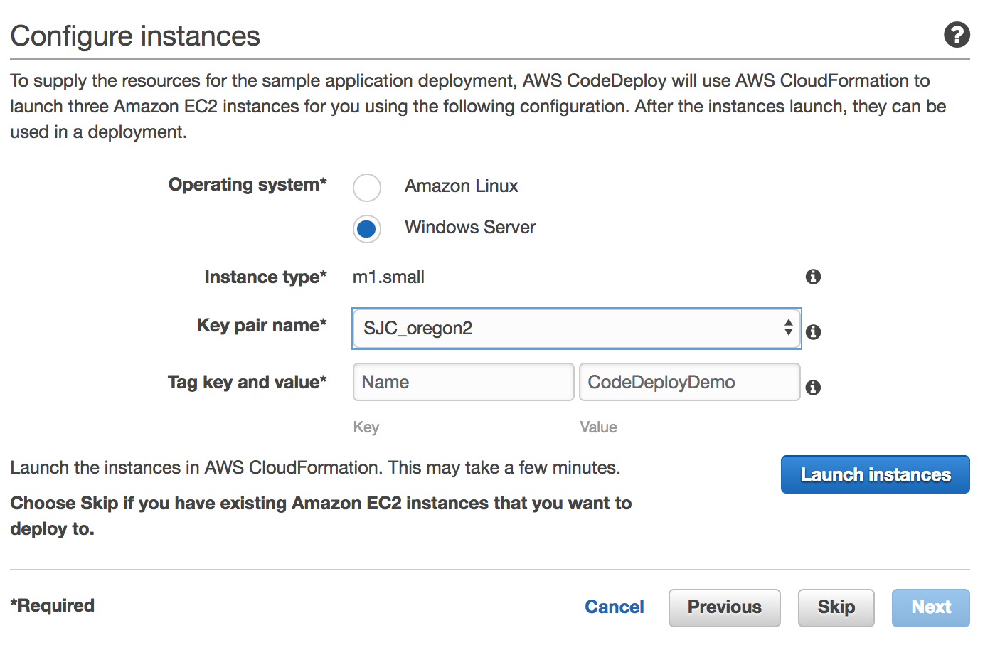 Configure instances
To supply the resources for the sample application deployment, AWS CodeDeploy will use AWS CloudFormation to
launch three Amazon EC2 instances for you using the following configuration. After the instances launch, they can be
used in a deployment.
Operating system* Amazon Linux
Windows Server
Instance type* m1.small
Key pair name* SJC_oregon2
Tag key and value* Name CodeDeployDemo
Key Value
Launch the instances in AWS CloudFormation. This may take a few minutes.
Launch instances
Choose Skip if you have existing Amazon EC2 instances that you want to
deploy to.
*Required Cancel Previous Skip Next